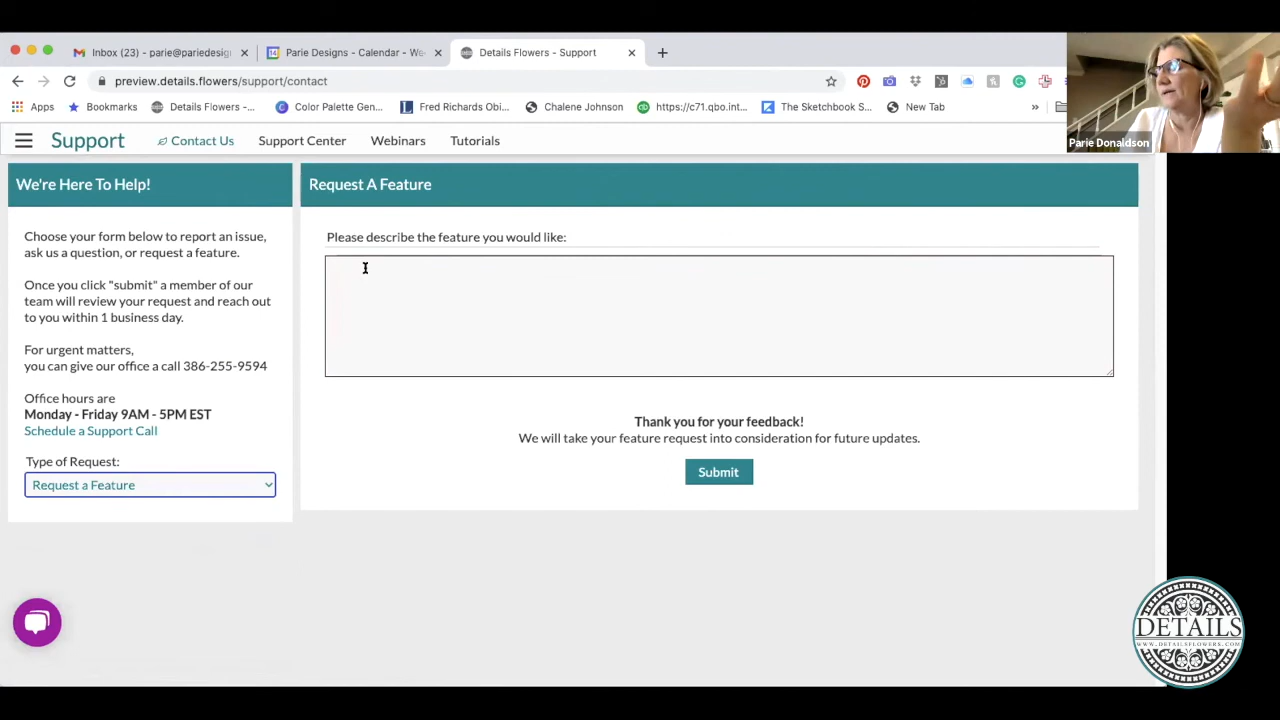 Inbox (23) - parie@pariedesig
Parie Designs - Calendar - We
Details Flowers - Support
preview.details.flowers/support/contact
Apps
Bookmarks
Details Flowers -...
Color Palette Gen...
Fred Richards Obi...
Chalene Johnson
https://c71.qbo.int...
The Sketchbook S...
New Tab
Parie Donaldson
Support
Contact Us
Support Center
Webinars
Tutorials
We're Here To Help!
Choose your form below to report an issue,
ask us a question, or request a feature.
Once you click "submit" a member of our
team will review your request and reach out
to you within 1 business day.
For urgent matters,
you can give our office a call 386-255-9594
Office hours are
Monday - Friday 9AM - 5PM EST
Schedule a Support Call
Type of Request:
Request a Feature
Request A Feature
Please describe the feature you would like:
Thank you for your feedback!
We will take your feature request into consideration for future updates.
Submit
DETAILS
WWW.DETAILSFLOWERS.COM